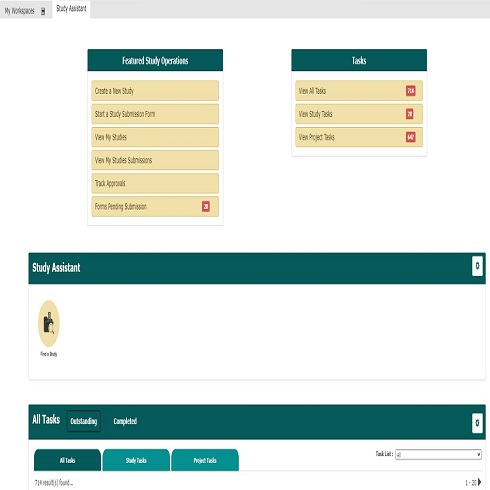 My Workspaces
Study Assistant
Featured Study Operations
Create a New Study
Start a Study Submission Form
View My Studies
View My Studies Submissions
Track Approvals
Forms Pending Submission 20
Tasks
View All Tasks 714
View Study Tasks 20
View Project Tasks 647
Study Assistant
Find a Study
All Tasks Outstanding Completed
All Tasks Study Tasks Project Tasks
Task List : All
714 result(s) found...
1 - 20